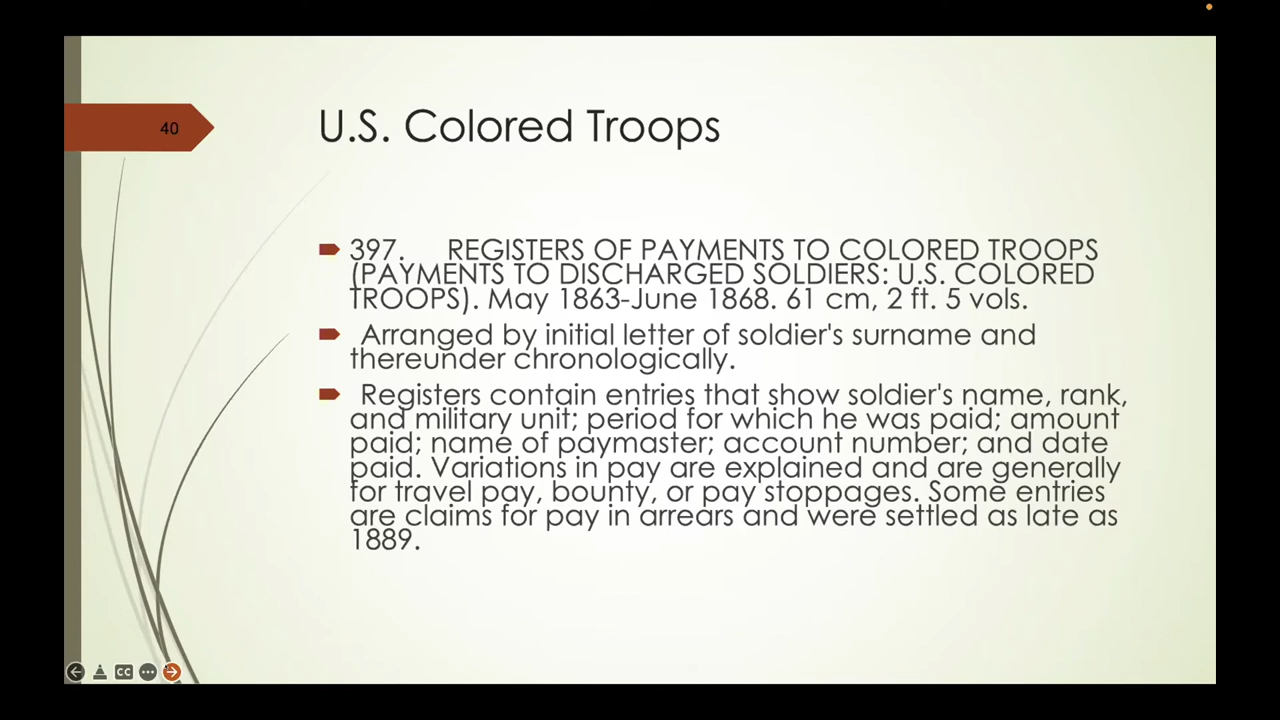 40
U.S. Colored Troops
397. REGISTERS OF PAYMENTS TO COLORED TROOPS
(PAYMENTS TO DISCHARGED SOLDIERS: U.S. COLORED
TROOPS). May 1863-June 1868. 61 cm, 2 ft. 5 vols.
Arranged by initial letter of soldier's surname and
thereunder chronologically.
Registers contain entries that show soldier's name, rank,
and military unit; period for which he was paid; amount
paid; name of paymaster; account number; and date
paid. Variations in pay are explained and are generally
for travel pay, bounty, or pay stoppages. Some entries
are claims for pay in arrears and were settled as late as
1889.
CC